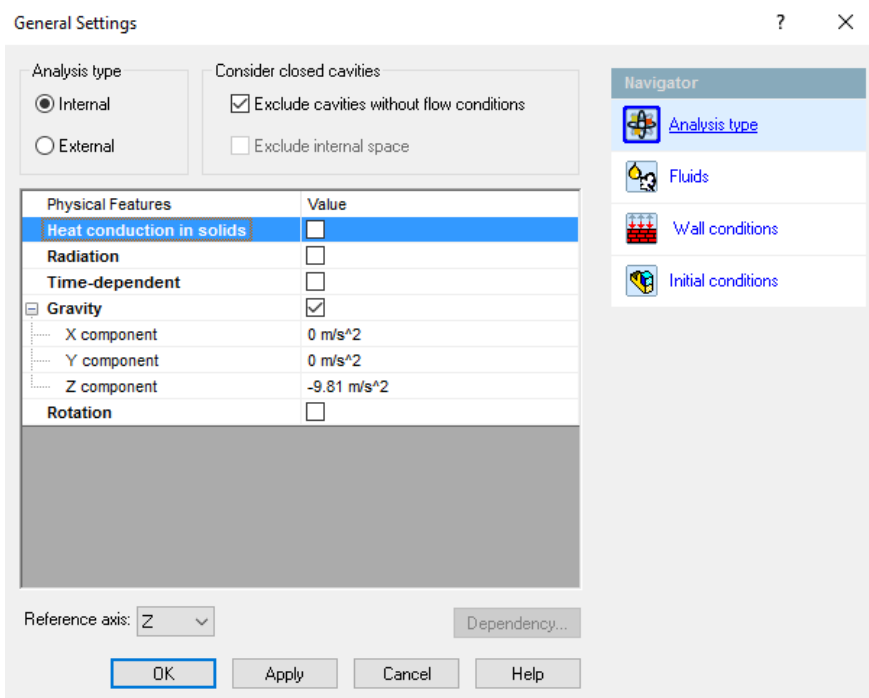 General Settings
?
Analysis type
Internal
External
Consider closed cavities
Exclude cavities without flow conditions
Exclude internal space
Physical Features Value
Heat conduction in solids
Radiation
Time-dependent
Gravity
X component 0 m/s^2
Y component 0 m/s^2
Z component -9.81 m/s^2
Rotation
Reference axis: Z
Dependency...
OK Apply Cancel Help
Navigator
Analysis type
Fluids
Wall conditions
Initial conditions